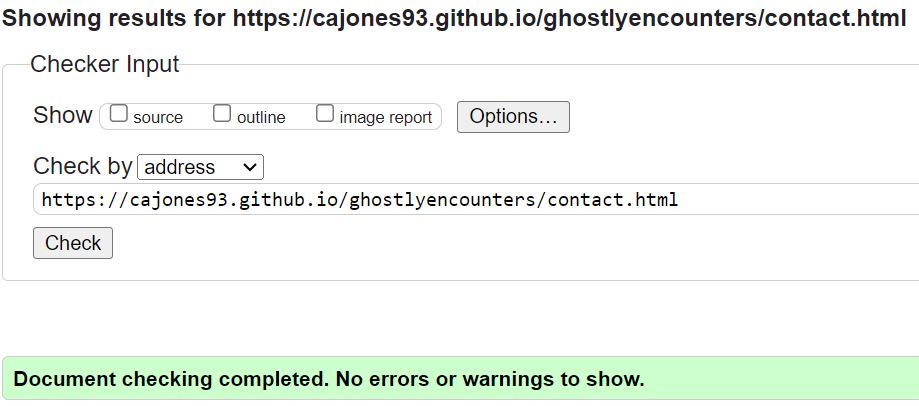 Showing results for https://cajones93.github.io/ghostlyencounters/contact.html
Checker Input
Show source outline image report Options...
Check by address
https://cajones93.github.io/ghostlyencounters/contact.html
Check
Document checking completed. No errors or warnings to show.